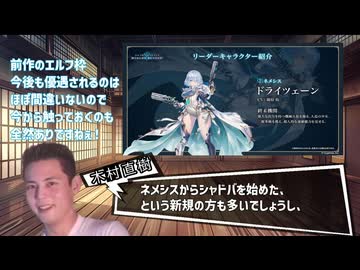 前作のエルフ枠
今後も優遇されるのは
ほぼ間違いないので
今から触っておくのも
全然ありですねぇ！
リーダーキャラクター紹介
ネメシス
ドライツェーン
木村直樹
ネメシスからシャドバを始めた、
という新規の方も多いでしょうし、